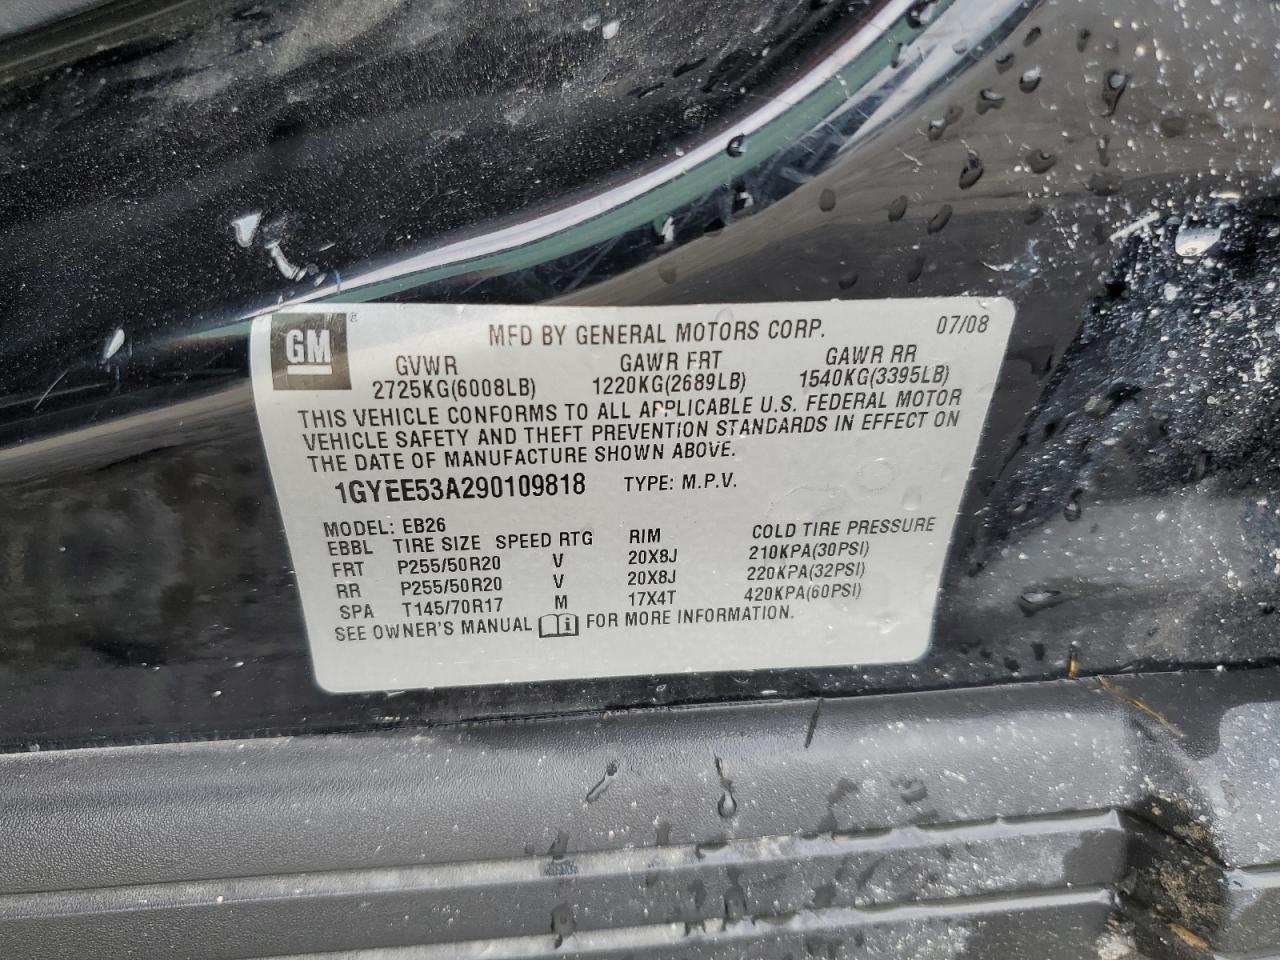 GM ® MFD BY GENERAL MOTORS CORP. 07/08
GVWR GAWR FRT GAWR RR
2725KG(6008LB) 1220KG(2689LB) 1540KG(3395LB)
THIS VEHICLE CONFORMS TO ALL APPLICABLE U.S. FEDERAL MOTOR
VEHICLE SAFETY AND THEFT PREVENTION STANDARDS IN EFFECT ON
THE DATE OF MANUFACTURE SHOWN ABOVE.
1GYEE53A290109818 TYPE: M.P.V.
MODEL: EB26
EBBL TIRE SIZE SPEED RTG RIM COLD TIRE PRESSURE
FRT P255/50R20 V 20X8J 210KPA(30PSI)
RR P255/50R20 V 20X8J 220KPA(32PSI)
SPA T145/70R17 M 17X4T 420KPA(60PSI)
SEE OWNER'S MANUAL i FOR MORE INFORMATION.